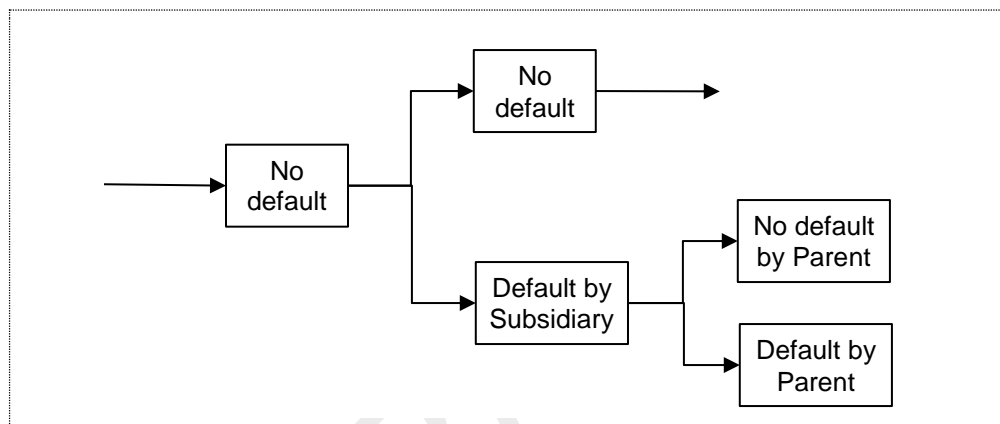 No
default
No
default
Default by
Subsidiary
No default
by Parent
Default by
Parent